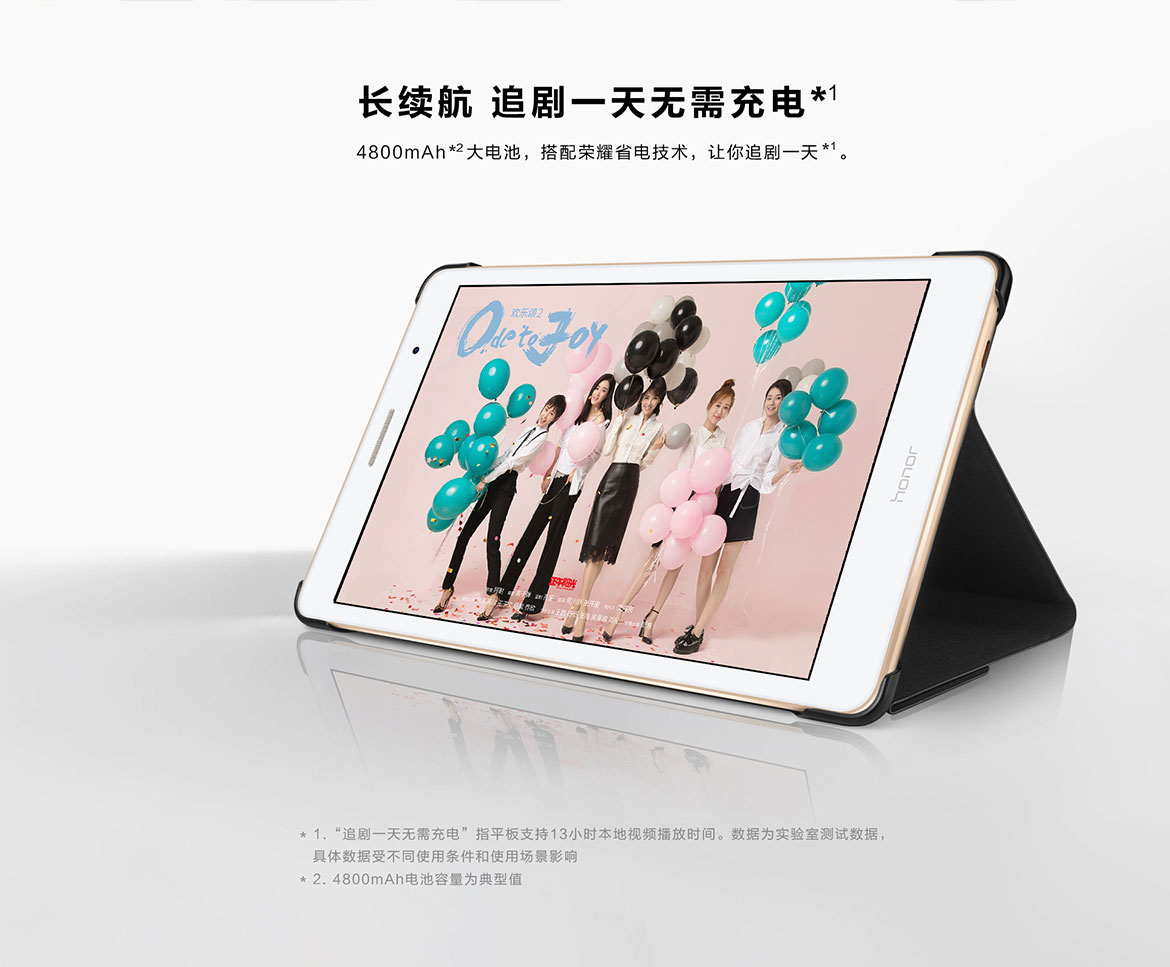 长续航 追剧一天无需充电*1
4800mAh*2大电池，搭配荣耀省电技术，让你追剧一天*1。
欢乐颂2
Ode to Joy
honor
正午阳光
* 1.“追剧一天无需充电”指平板支持13小时本地视频播放时间。数据为实验室测试数据，
具体数据受不同使用条件和使用场景影响
* 2. 4800mAh电池容量为典型值